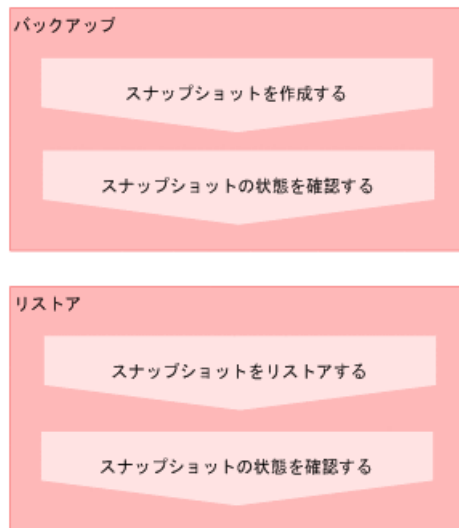 バックアップ
スナップショットを作成する
スナップショットの状態を確認する
リストア
スナップショットをリストアする
スナップショットの状態を確認する